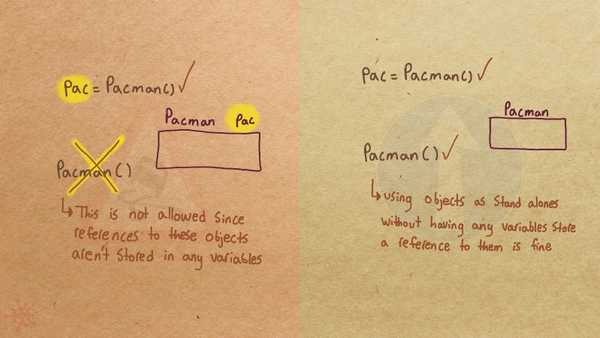 Pac = Pacman() ✓
Pacman Pac
Pacman()
↳ This is not allowed since
references to these objects
aren't stored in any variables
Pac = Pacman() ✓
Pacman
Pacman() ✓
↳ using objects as stand alones
without having any variables store
a reference to them is fine